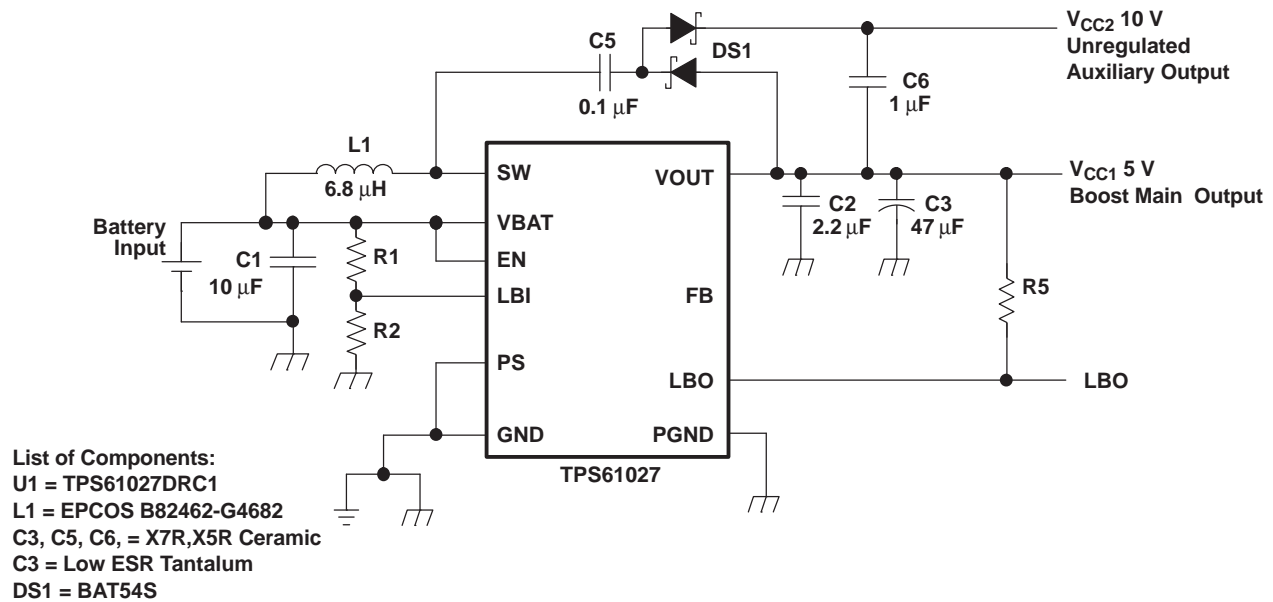 V_CC2 10 V
Unregulated
Auxiliary Output
C5
DS1
0.1 µF
C6
1 µF
L1
6.8 µH
SW
VOUT
V_CC1 5 V
Boost Main Output
C2
2.2 µF
C3
47 µF
Battery
Input
VBAT
C1
10 µF
R1
EN
LBI
FB
R5
R2
PS
LBO
LBO
GND
PGND
TPS61027
List of Components:
U1 = TPS61027DRC1
L1 = EPCOS B82462-G4682
C3, C5, C6, = X7R,X5R Ceramic
C3 = Low ESR Tantalum
DS1 = BAT54S